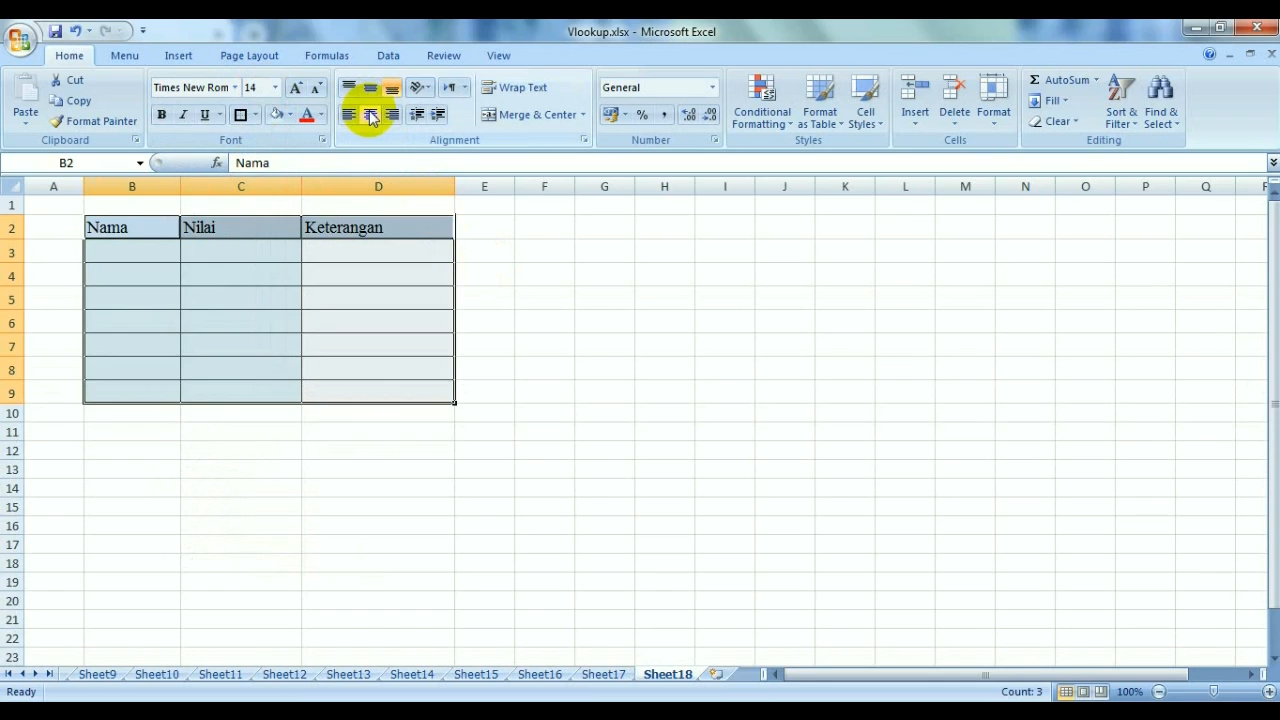 Vlookup.xlsx - Microsoft Excel
Home Menu Insert Page Layout Formulas Data Review View
Cut Times New Rom 14 Wrap Text General AutoSum
Copy Fill
Paste Format Painter Merge & Center Conditional Formatting Format as Table Cell Styles Insert Delete Format Clear Sort & Filter Find & Select
Clipboard Font Alignment Number Styles Cells Editing
B2 fx Nama
A B C D E F G H I J K L M N O P Q
1
2 Nama Nilai Keterangan
3
4
5
6
7
8
9
10
11
12
13
14
15
16
17
18
19
20
21
22
23
Sheet9 Sheet10 Sheet11 Sheet12 Sheet13 Sheet14 Sheet15 Sheet16 Sheet17 Sheet18
Ready Count: 3 100%